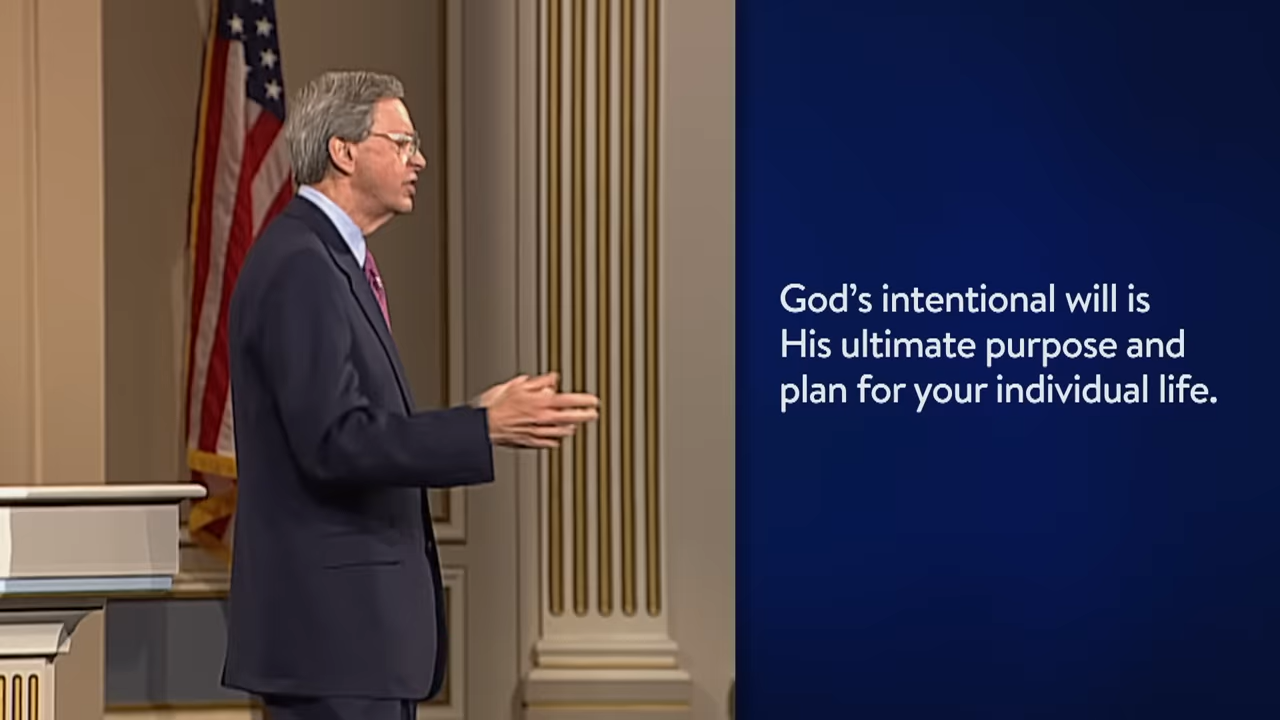 God’s intentional will is
His ultimate purpose and
plan for your individual life.